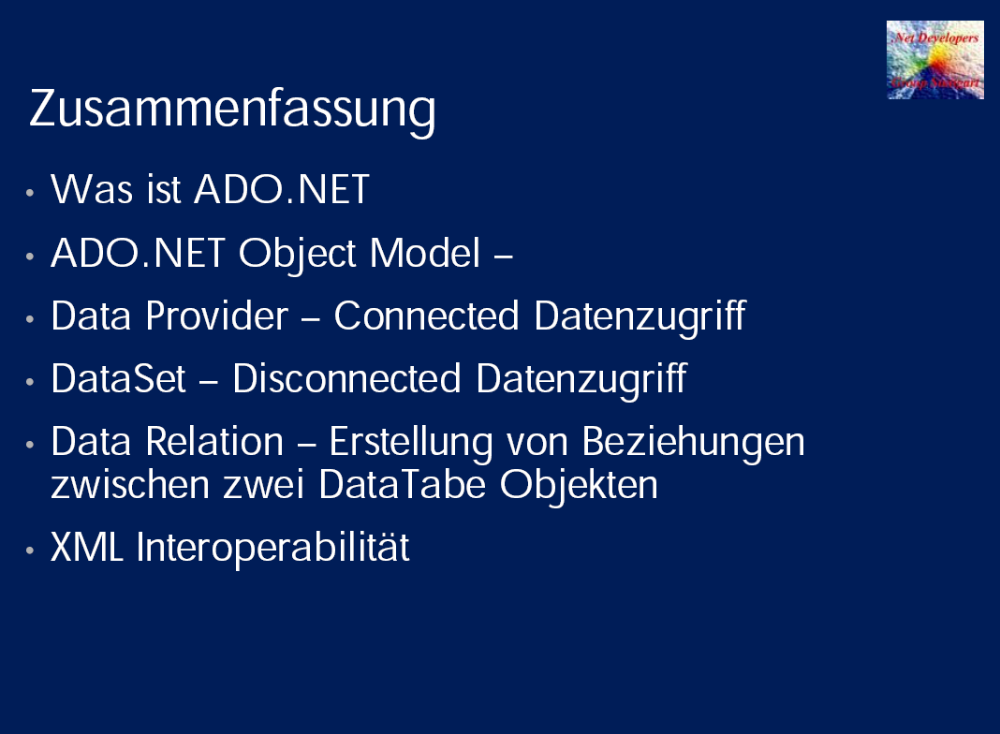 .Net Developers
Group Stuttgart
Zusammenfassung
• Was ist ADO.NET
• ADO.NET Object Model –
• Data Provider – Connected Datenzugriff
• DataSet – Disconnected Datenzugriff
• Data Relation – Erstellung von Beziehungen
zwischen zwei DataTabe Objekten
• XML Interoperabilität